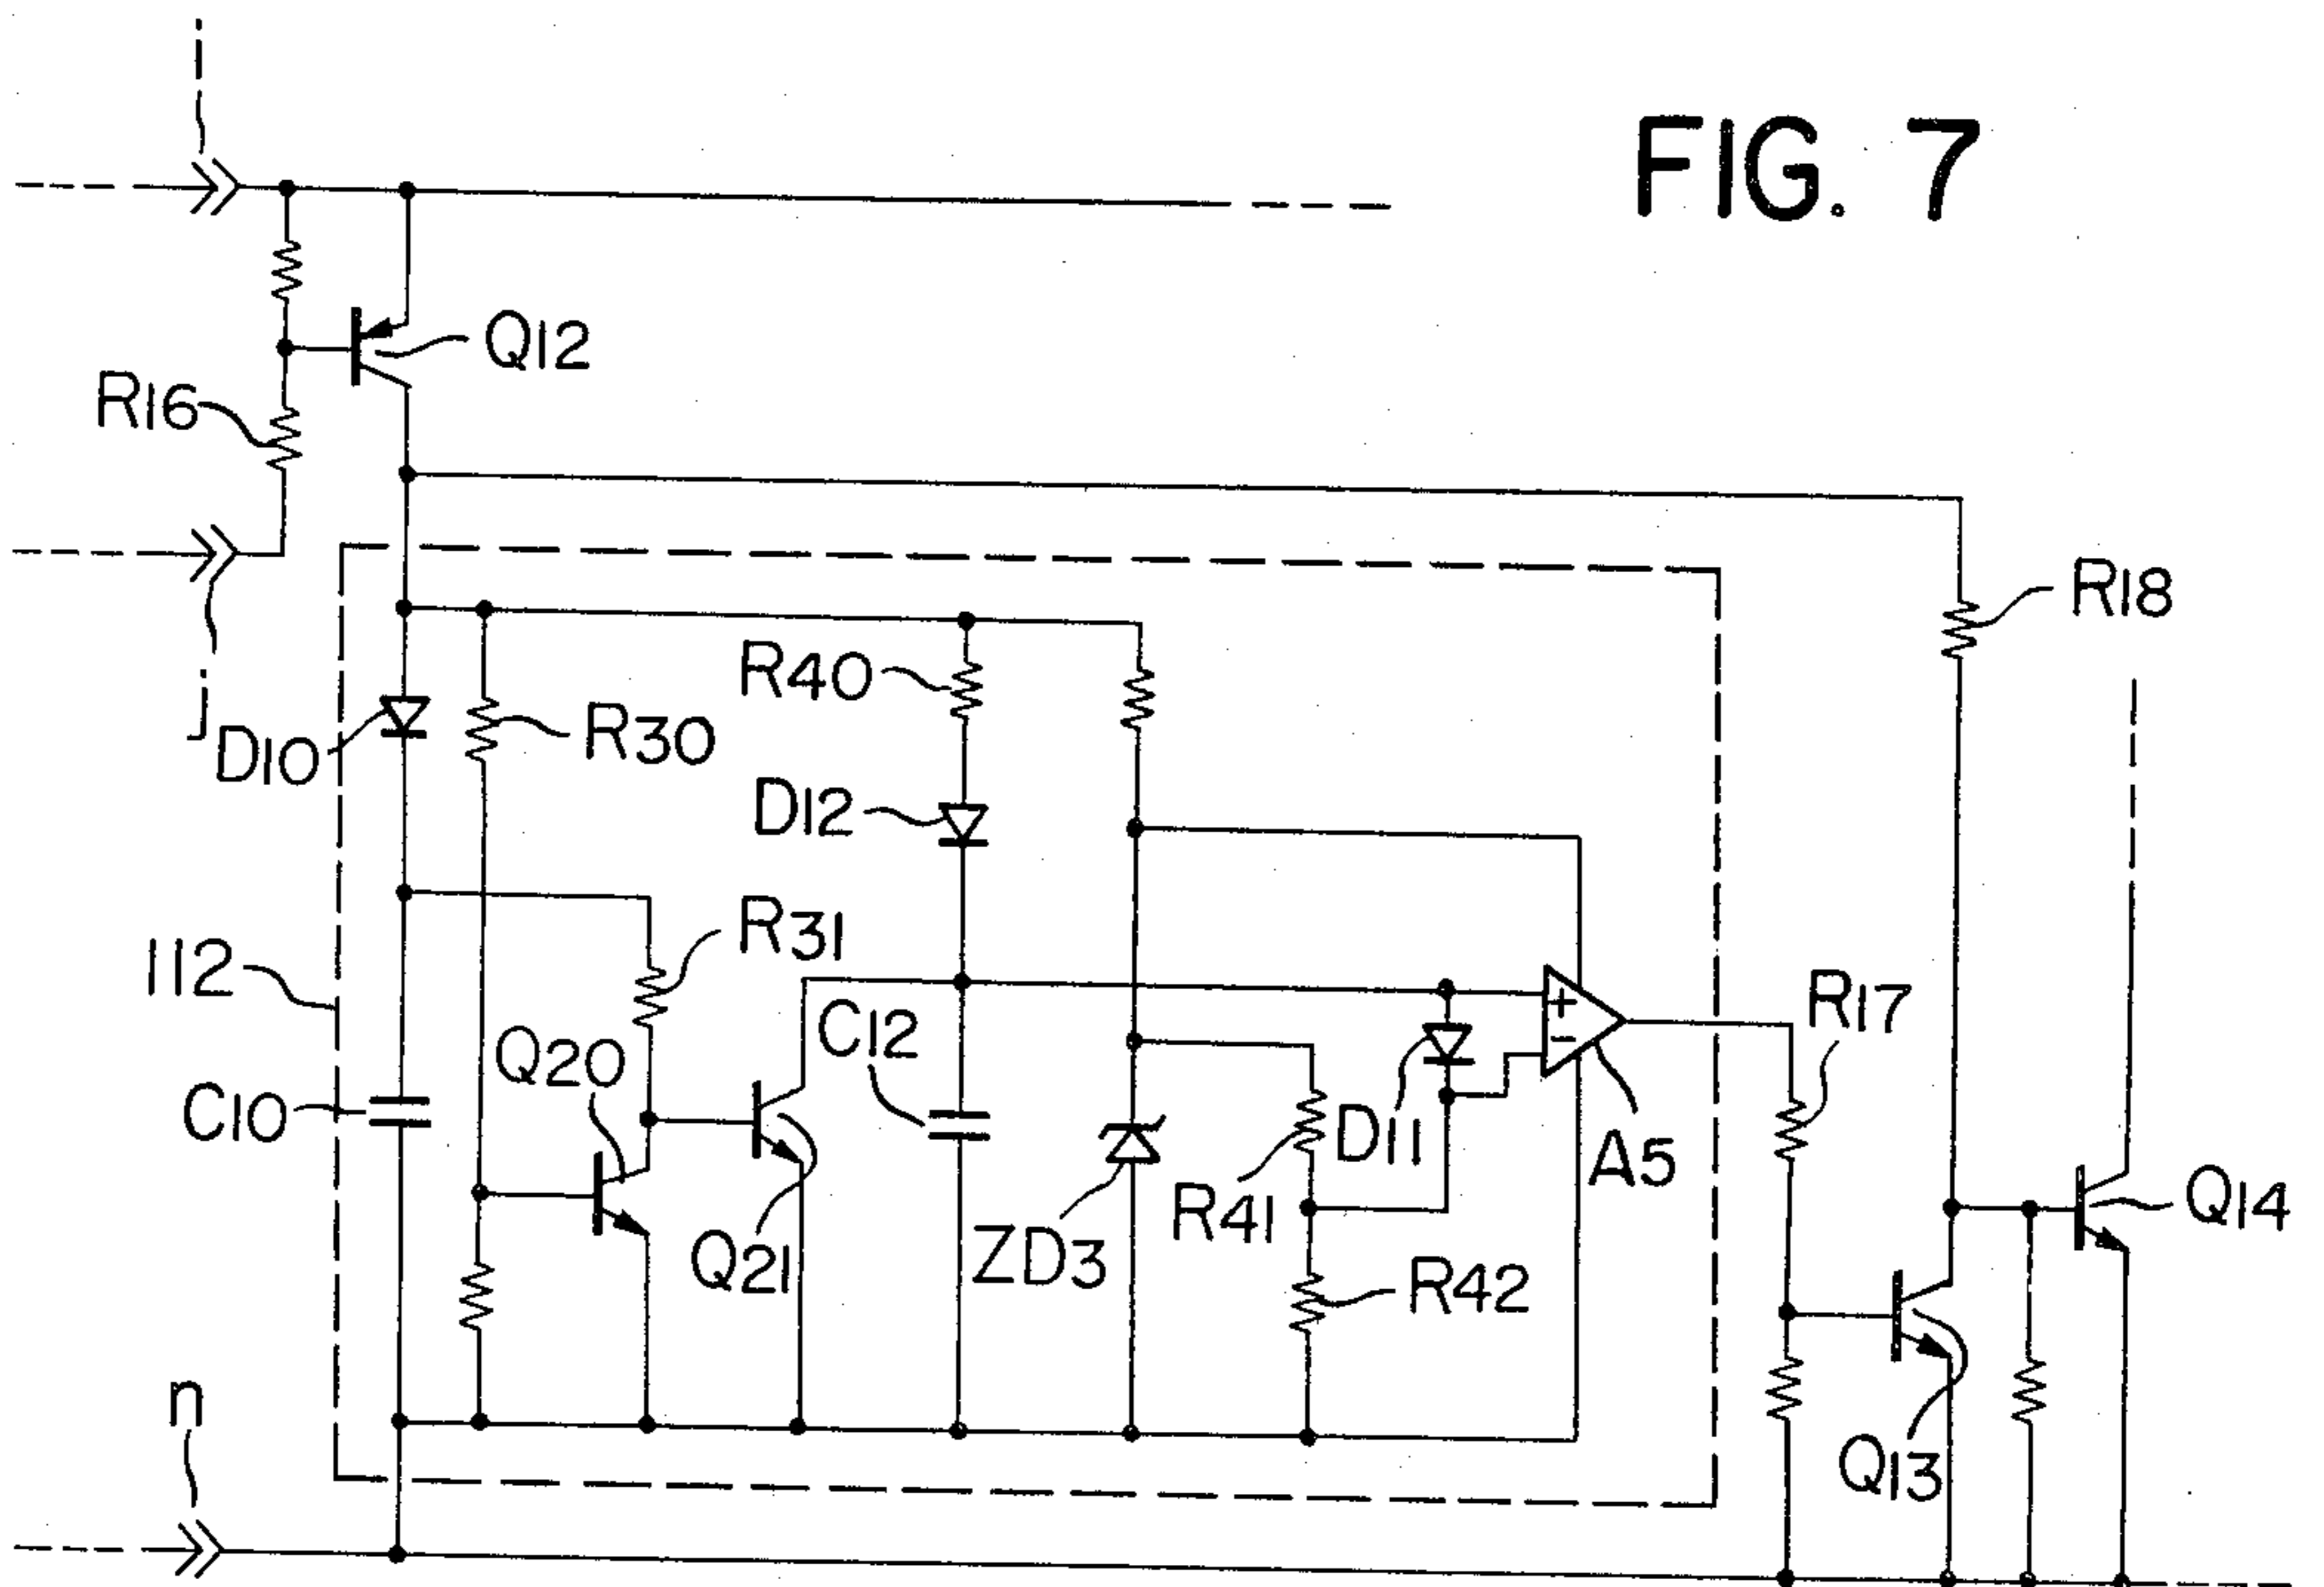 FIG. 7
Q12
R16
R18
j
R40
D10
R30
D12
R31
112
R17
C12
Q20
C10
D11
A5
R41
Q14
Q21
ZD3
R42
n
Q13
+
−